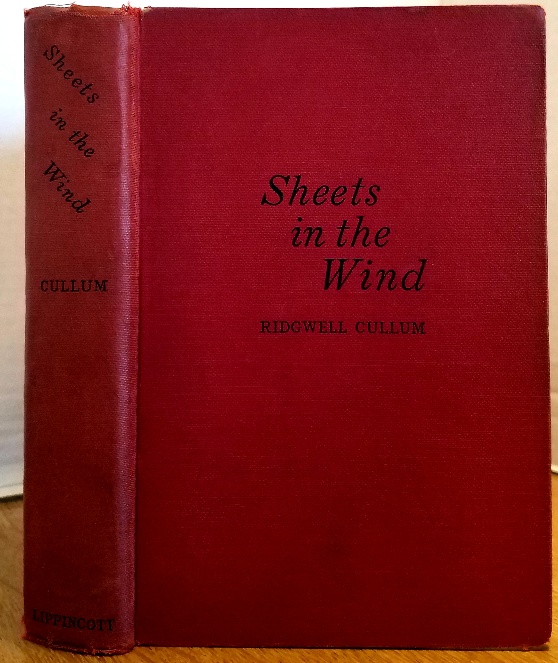 Sheets
in the
Wind
CULLUM
LIPPINCOTT
Sheets
in the
Wind
RIDGWELL CULLUM